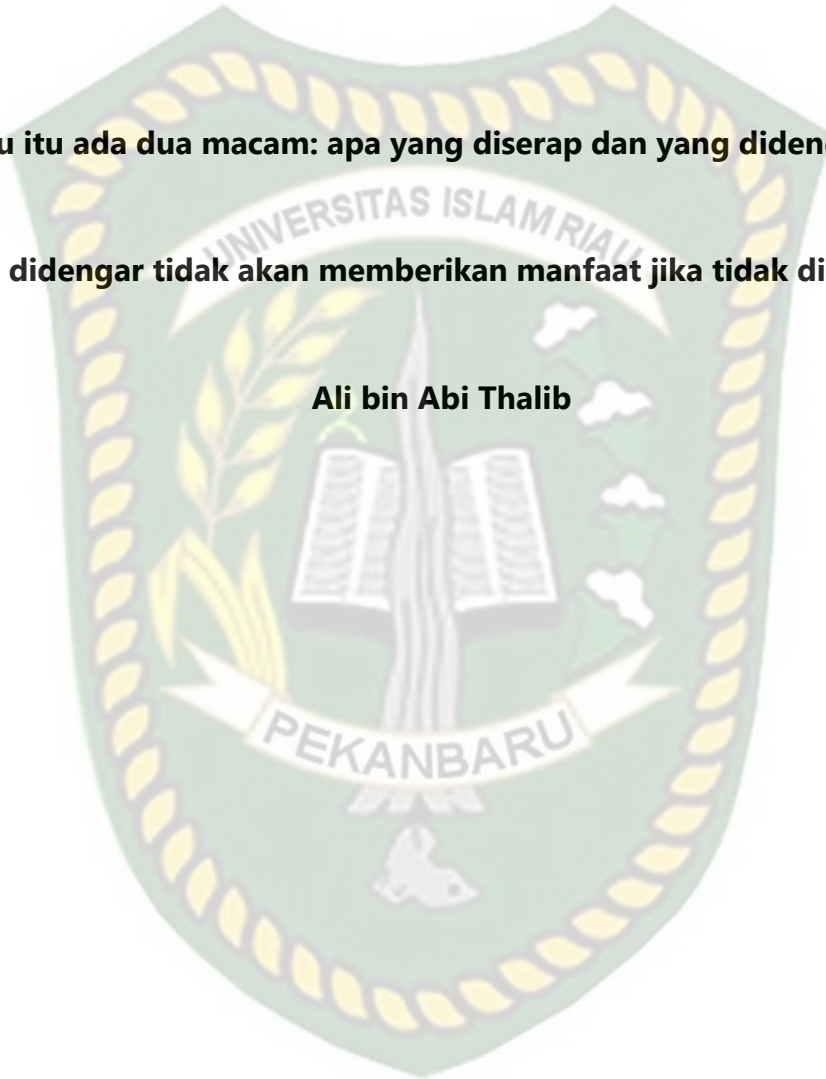 u itu ada dua macam: apa yang diserap dan yang diden
UNIVERSITAS ISLAM RIAU
didengar tidak akan memberikan manfaat jika tidak di
Ali bin Abi Thalib
PEKANBARU